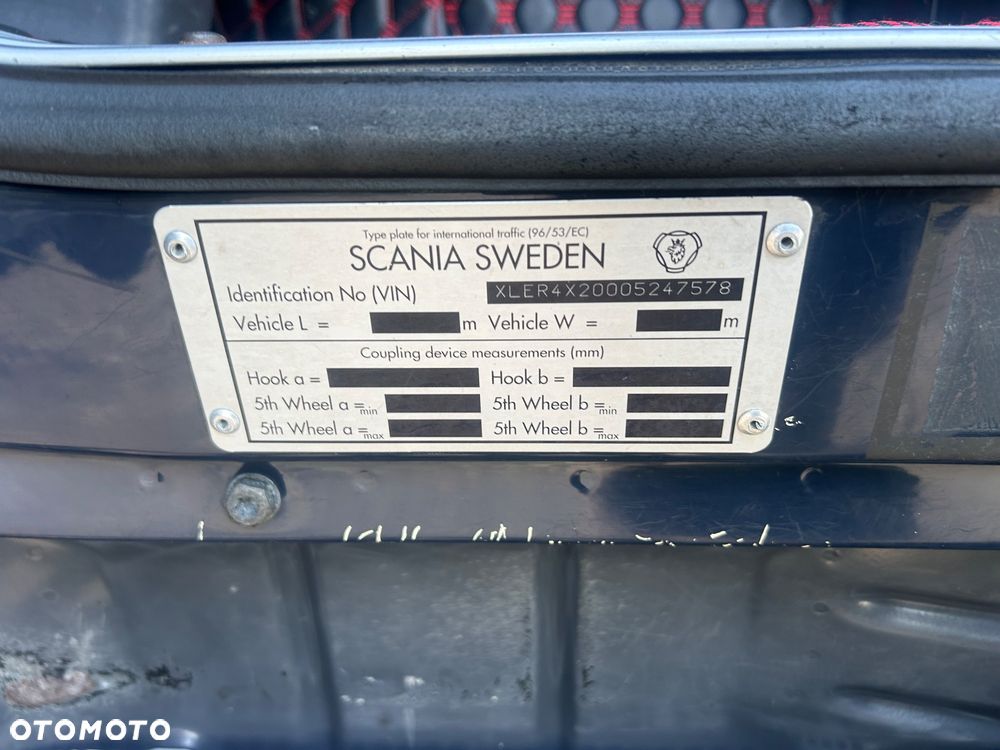 Type plate for international traffic (96/53/EC)
SCANIA SWEDEN
Identification No (VIN) XLER4X20005247578
Vehicle L = m Vehicle W = m
Coupling device measurements (mm)
Hook a = Hook b =
5th Wheel a = min 5th Wheel b = min
5th Wheel a = max 5th Wheel b = max
OTOMOTO